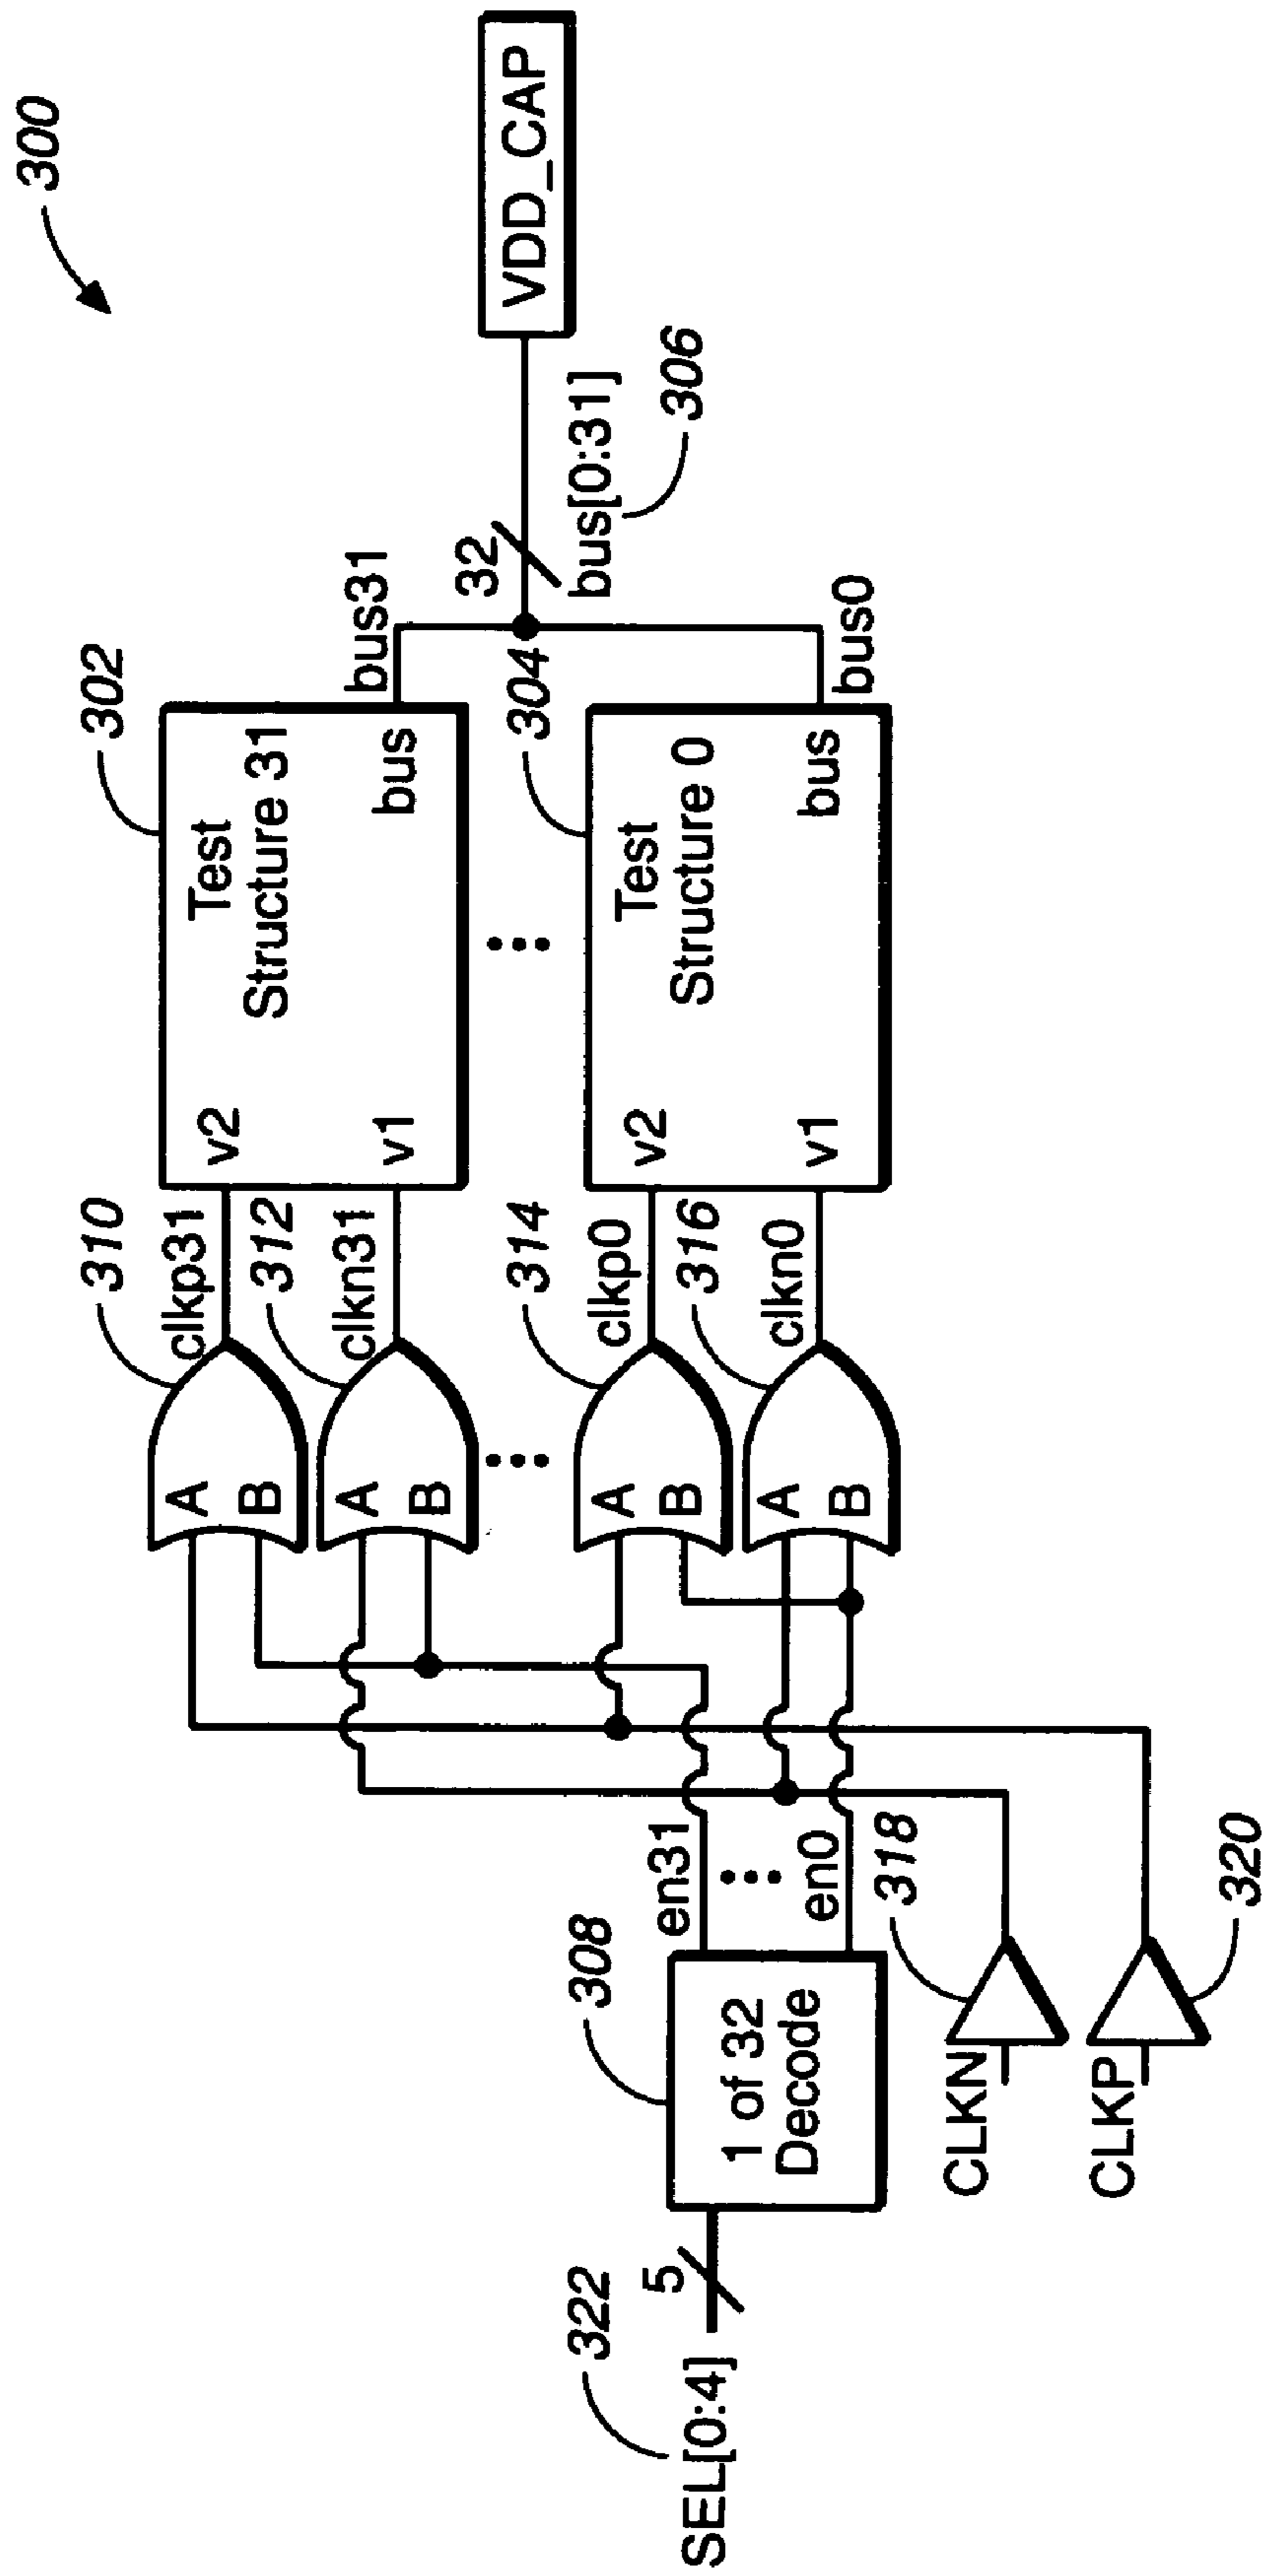 300
302
310
clkp31
v2
Test
Structure 31
bus
bus31
312
clkn31
v1
A
B
A
B
32
VDD_CAP
bus[0:31]
306
304
314
clkp0
v2
Test
Structure 0
bus
bus0
316
clkn0
v1
A
B
A
B
322
SEL[0:4]
5
308
1 of 32
Decode
en31
en0
318
CLKN
CLKP
320